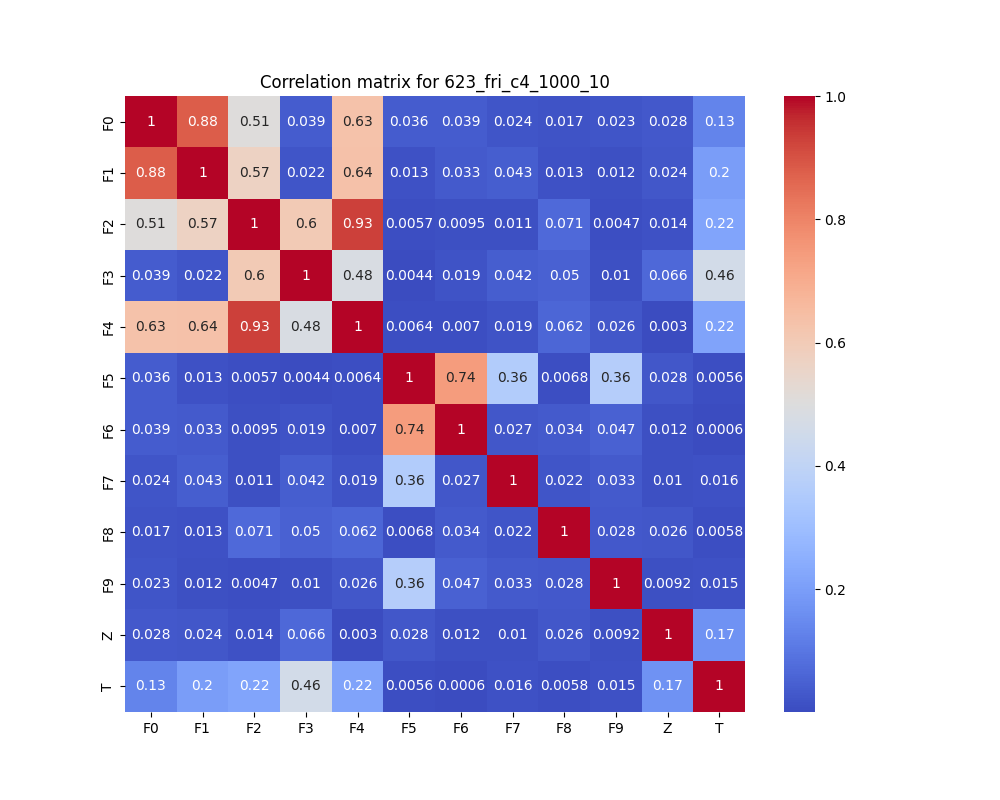 Correlation matrix for 623_fri_c4_1000_10
F0 1 0.88 0.51 0.039 0.63 0.036 0.039 0.024 0.017 0.023 0.028 0.13
F1 0.88 1 0.57 0.022 0.64 0.013 0.033 0.043 0.013 0.012 0.024 0.2
F2 0.51 0.57 1 0.6 0.93 0.0057 0.0095 0.011 0.071 0.0047 0.014 0.22
F3 0.039 0.022 0.6 1 0.48 0.0044 0.019 0.042 0.05 0.01 0.066 0.46
F4 0.63 0.64 0.93 0.48 1 0.0064 0.007 0.019 0.062 0.026 0.003 0.22
F5 0.036 0.013 0.0057 0.0044 0.0064 1 0.74 0.36 0.0068 0.36 0.028 0.0056
F6 0.039 0.033 0.0095 0.019 0.007 0.74 1 0.027 0.034 0.047 0.012 0.0006
F7 0.024 0.043 0.011 0.042 0.019 0.36 0.027 1 0.022 0.033 0.01 0.016
F8 0.017 0.013 0.071 0.05 0.062 0.0068 0.034 0.022 1 0.028 0.026 0.0058
F9 0.023 0.012 0.0047 0.01 0.026 0.36 0.047 0.033 0.028 1 0.0092 0.015
Z 0.028 0.024 0.014 0.066 0.003 0.028 0.012 0.01 0.026 0.0092 1 0.17
T 0.13 0.2 0.22 0.46 0.22 0.0056 0.0006 0.016 0.0058 0.015 0.17 1
F0 F1 F2 F3 F4 F5 F6 F7 F8 F9 Z T
1.0
0.8
0.6
0.4
0.2